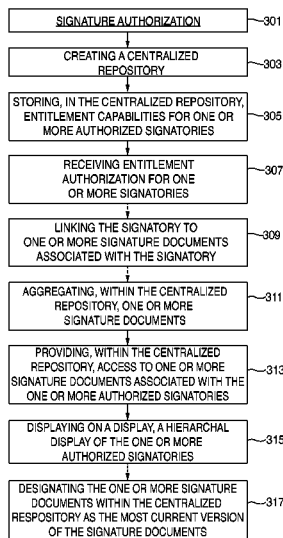 SIGNATURE AUTHORIZATION
301
CREATING A CENTRALIZED
REPOSITORY
303
STORING, IN THE CENTRALIZED REPOSITORY,
ENTITLEMENT CAPABILITIES FOR ONE OR
MORE AUTHORIZED SIGNATORIES
305
RECEIVING ENTITLEMENT
AUTHORIZATION FOR ONE
OR MORE SIGNATORIES
307
LINKING THE SIGNATORY TO
ONE OR MORE SIGNATURE DOCUMENTS
ASSOCIATED WITH THE SIGNATORY
309
AGGREGATING, WITHIN THE CENTRALIZED
REPOSITORY, ONE OR MORE
SIGNATURE DOCUMENTS
311
PROVIDING, WITHIN THE CENTRALIZED
REPOSITORY, ACCESS TO ONE OR MORE
SIGNATURE DOCUMENTS ASSOCIATED WITH THE
ONE OR MORE AUTHORIZED SIGNATORIES
313
DISPLAYING ON A DISPLAY, A HIERARCHAL
DISPLAY OF THE ONE OR MORE
AUTHORIZED SIGNATORIES
315
DESIGNATING THE ONE OR MORE SIGNATURE
DOCUMENTS WITHIN THE CENTRALIZED
RESPOSITORY AS THE MOST CURRENT VERSION
OF THE SIGNATURE DOCUMENTS
317